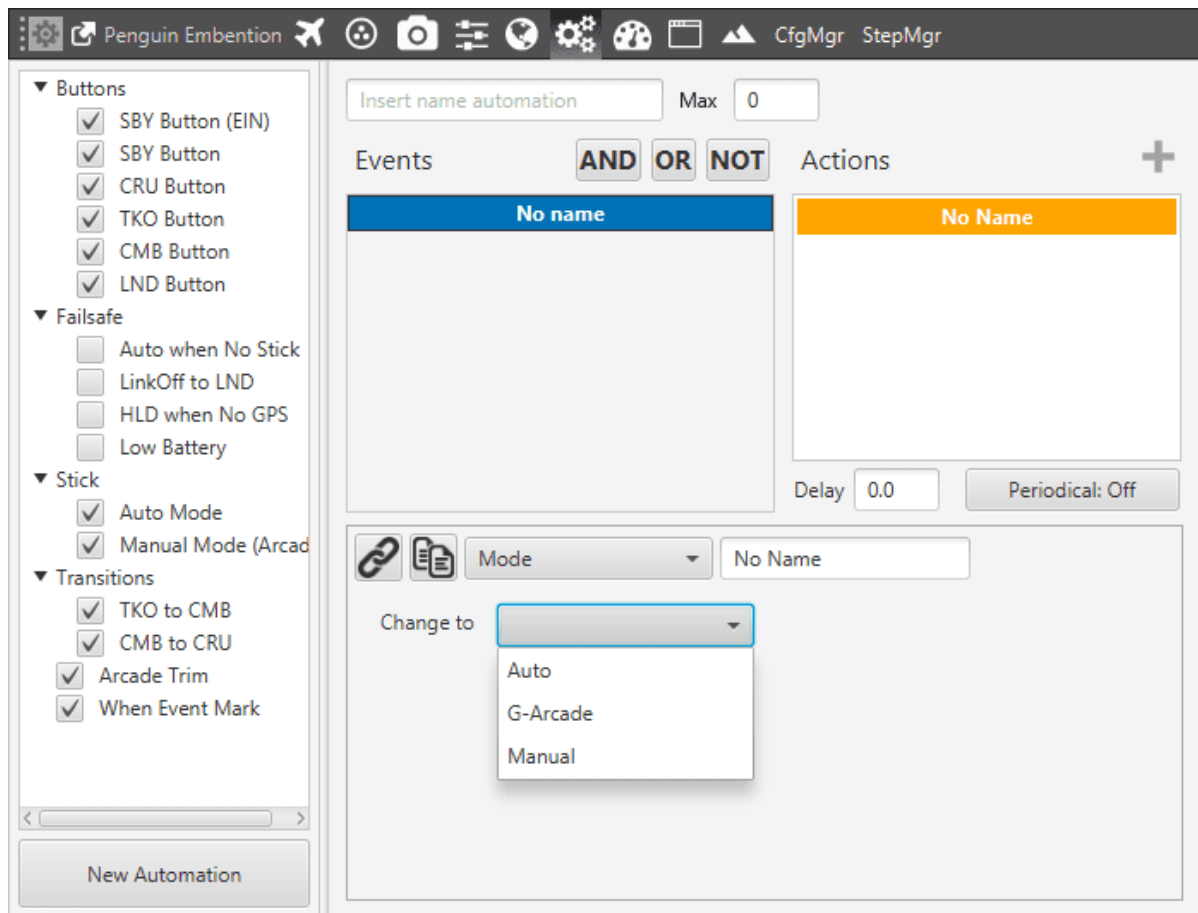 Penguin Embention CfgMgr StepMgr
Buttons
SBY Button (EIN)
SBY Button
CRU Button
TKO Button
CMB Button
LND Button
Failsafe
Auto when No Stick
LinkOff to LND
HLD when No GPS
Low Battery
Stick
Auto Mode
Manual Mode (Arcad
Transitions
TKO to CMB
CMB to CRU
Arcade Trim
When Event Mark
New Automation
Insert name automation Max 0
Events AND OR NOT Actions
No name
No Name
Delay 0.0 Periodical: Off
Mode No Name
Change to
Auto
G-Arcade
Manual